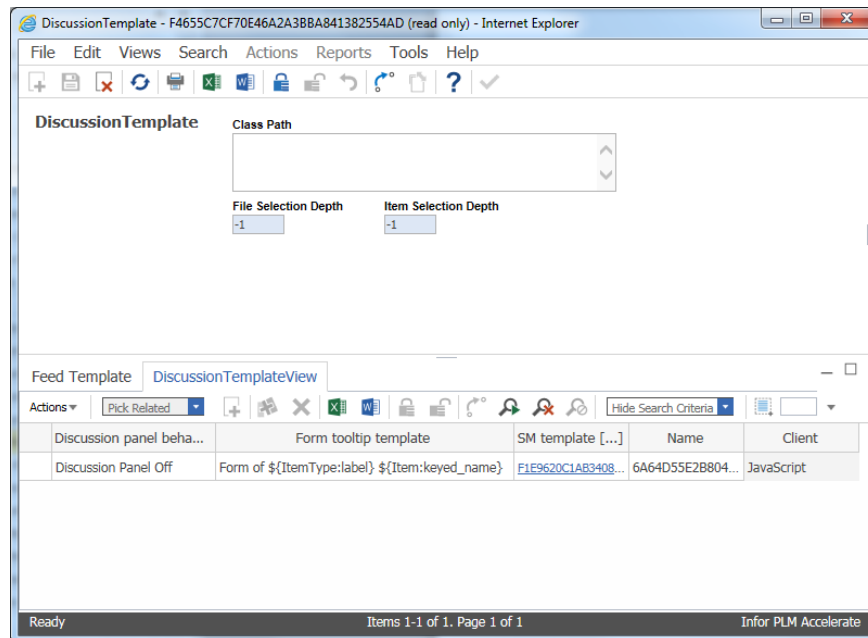 DiscussionTemplate - F4655C7CF70E46A2A3BBA841382554AD (read only) - Internet Explorer
File Edit Views Search Actions Reports Tools Help
DiscussionTemplate
Class Path
File Selection Depth Item Selection Depth
-1 -1
Feed Template DiscussionTemplateView
Actions Pick Related Hide Search Criteria
Discussion panel beha... Form tooltip template SM template [...] Name Client
Discussion Panel Off Form of ${ItemType:label} ${Item:keyed_name} F1E9620C1AB3408... 6A64D55E2B804... JavaScript
Ready Items 1-1 of 1. Page 1 of 1 Infor PLM Accelerate